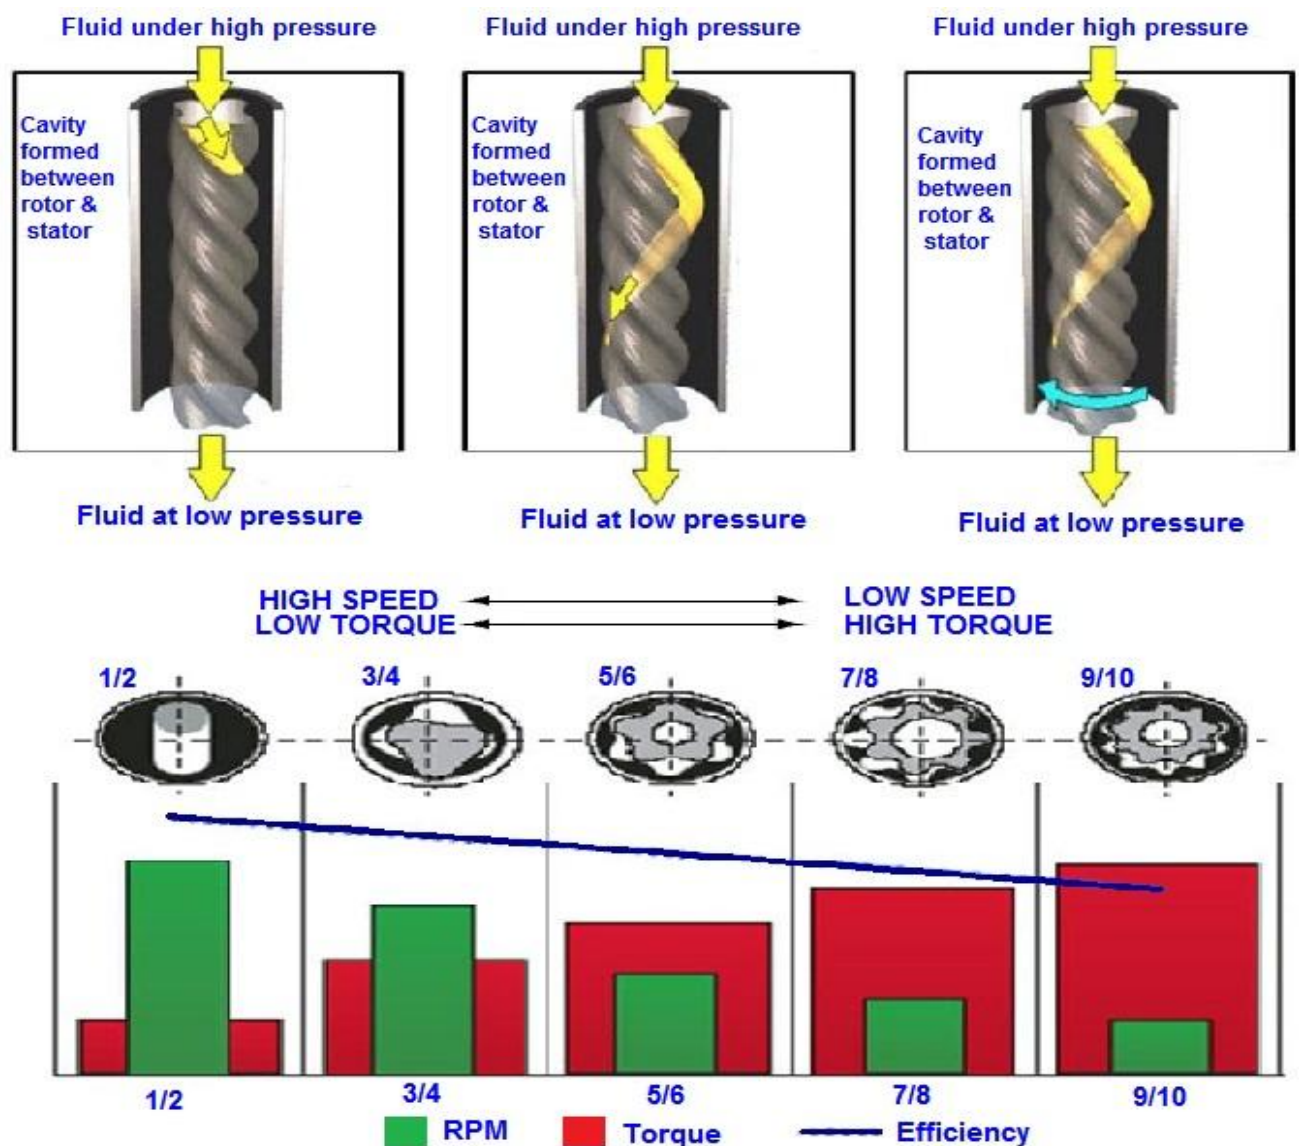 Fluid under high pressure
Fluid under high pressure
Fluid under high pressure
Cavity
formed
between
rotor &
stator
Cavity
formed
between
rotor &
stator
Cavity
formed
between
rotor &
stator
Fluid at low pressure
Fluid at low pressure
Fluid at low pressure
HIGH SPEED
LOW TORQUE
LOW SPEED
HIGH TORQUE
1/2
3/4
5/6
7/8
9/10
1/2
3/4
5/6
7/8
9/10
RPM
Torque
Efficiency